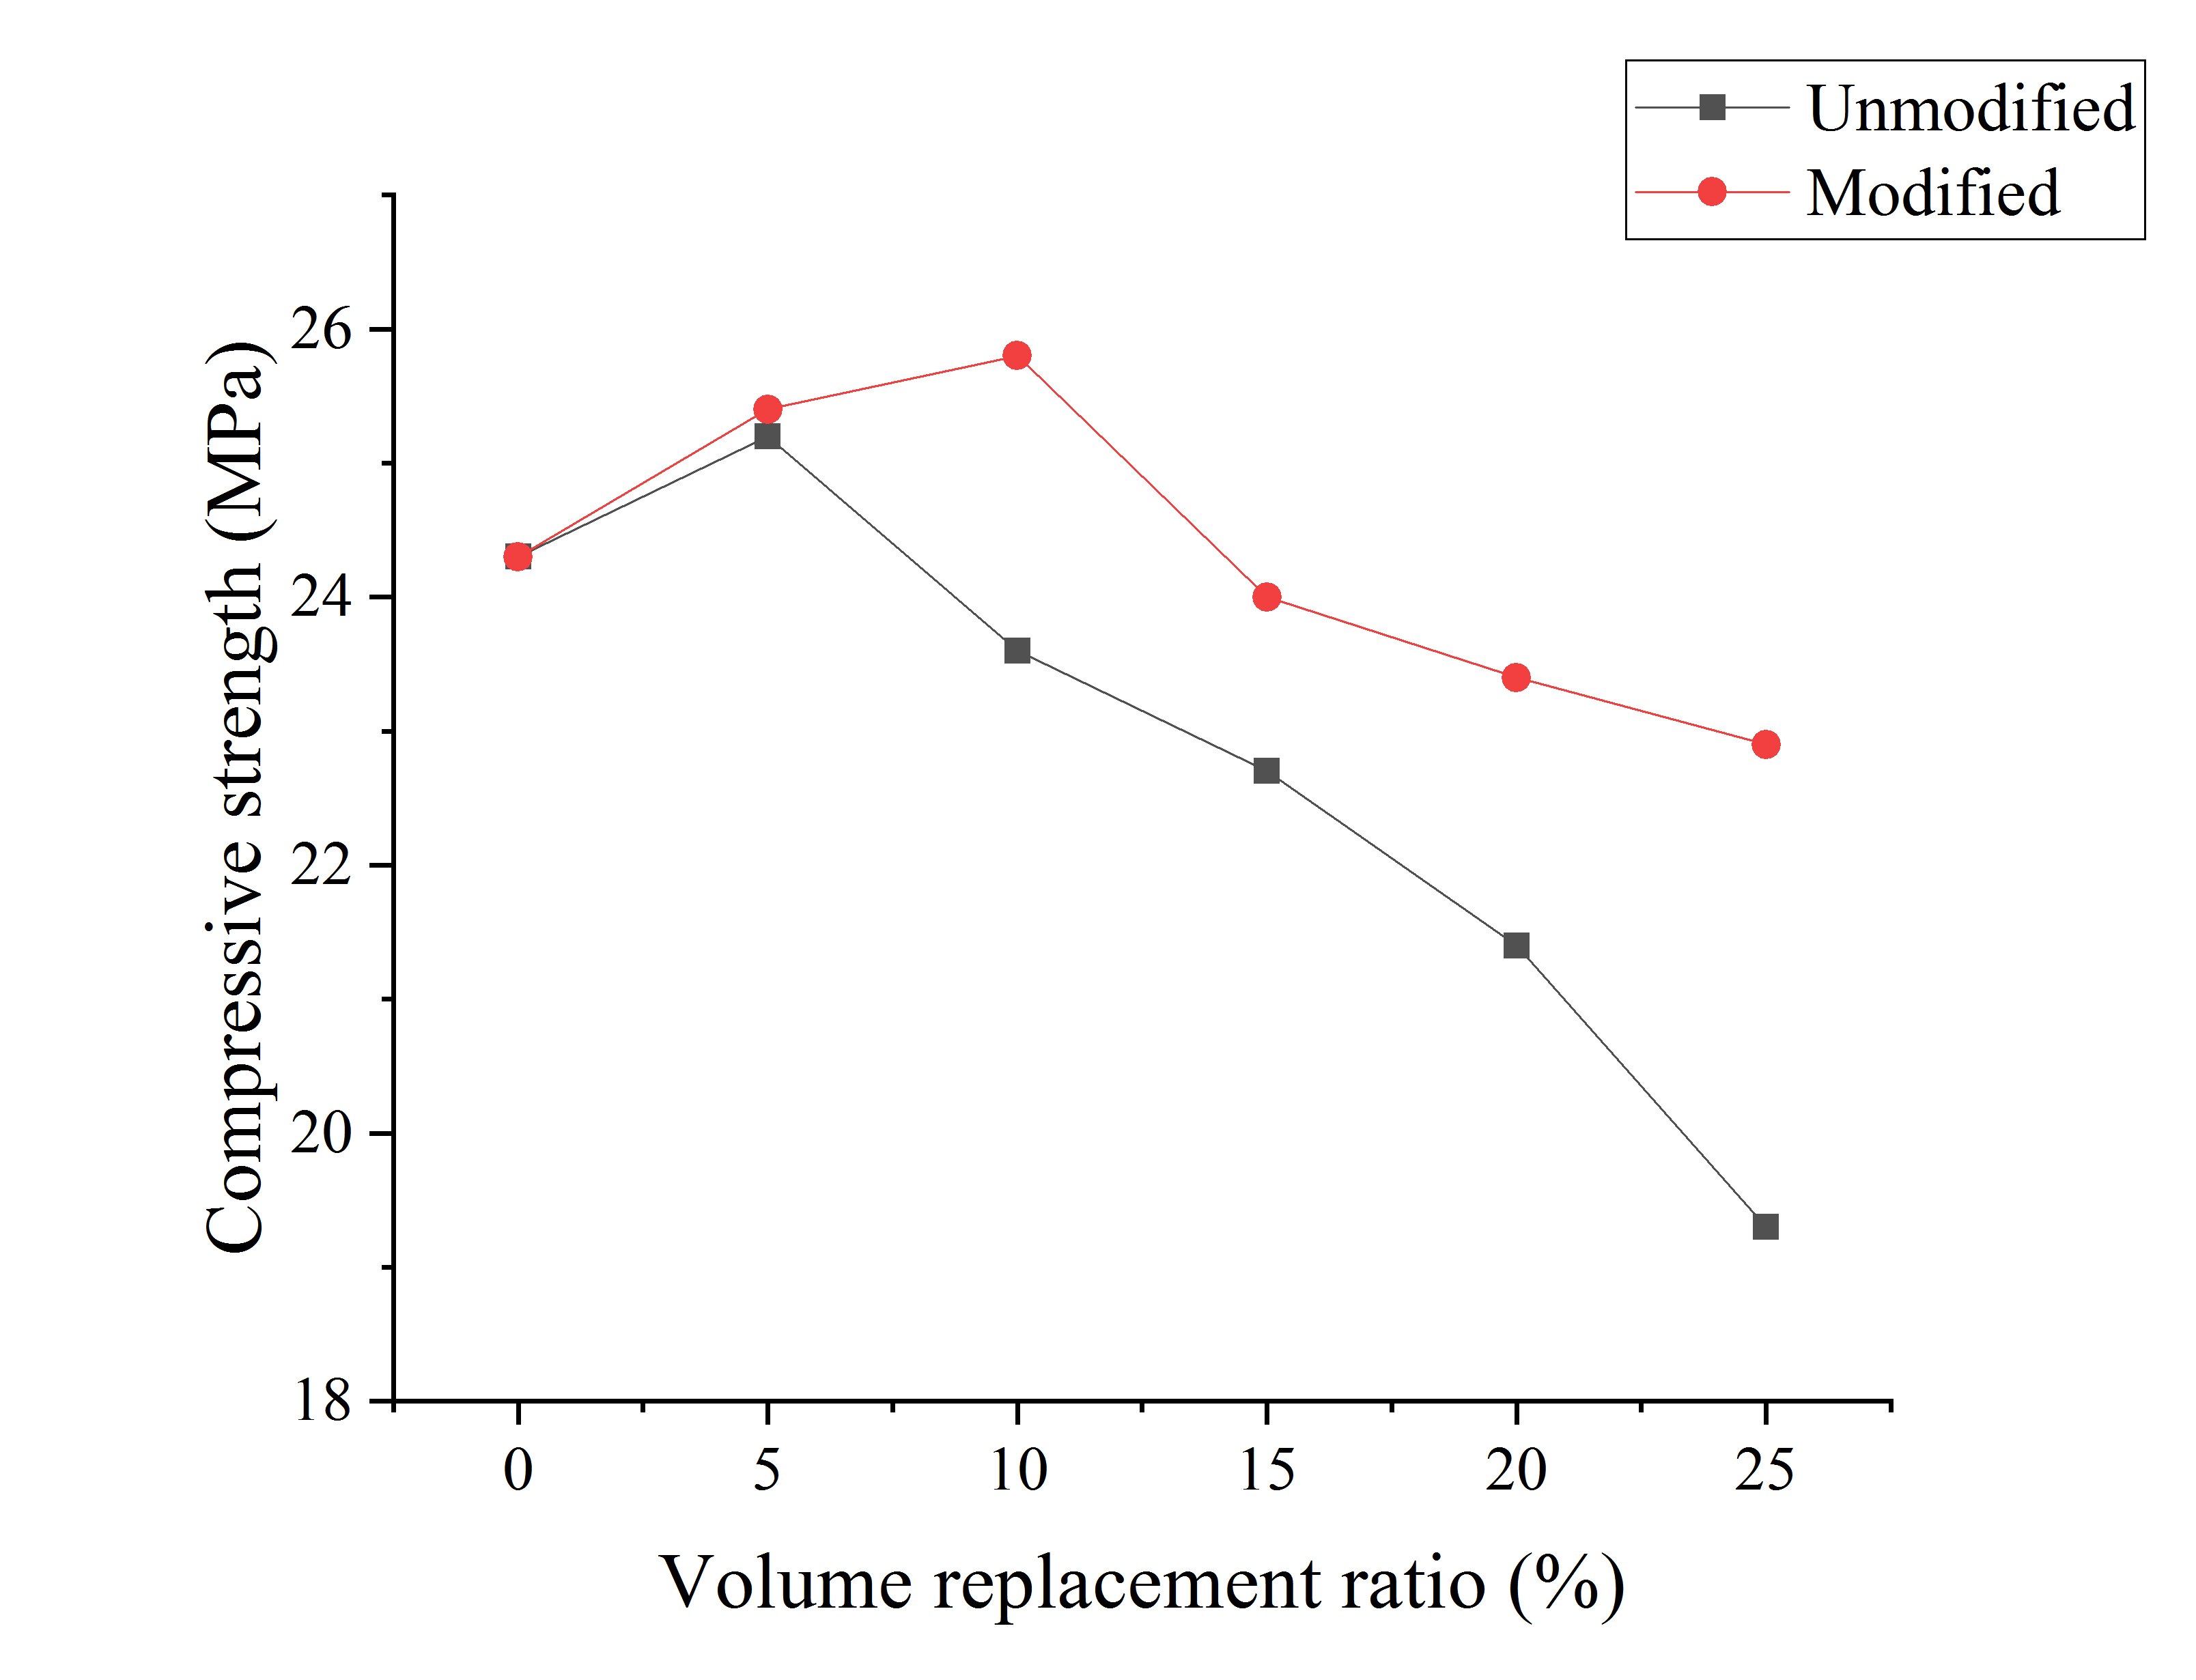 Unmodified
Modified
Compressive strength (MPa)
26
24
22
20
18
0 5 10 15 20 25
Volume replacement ratio (%)